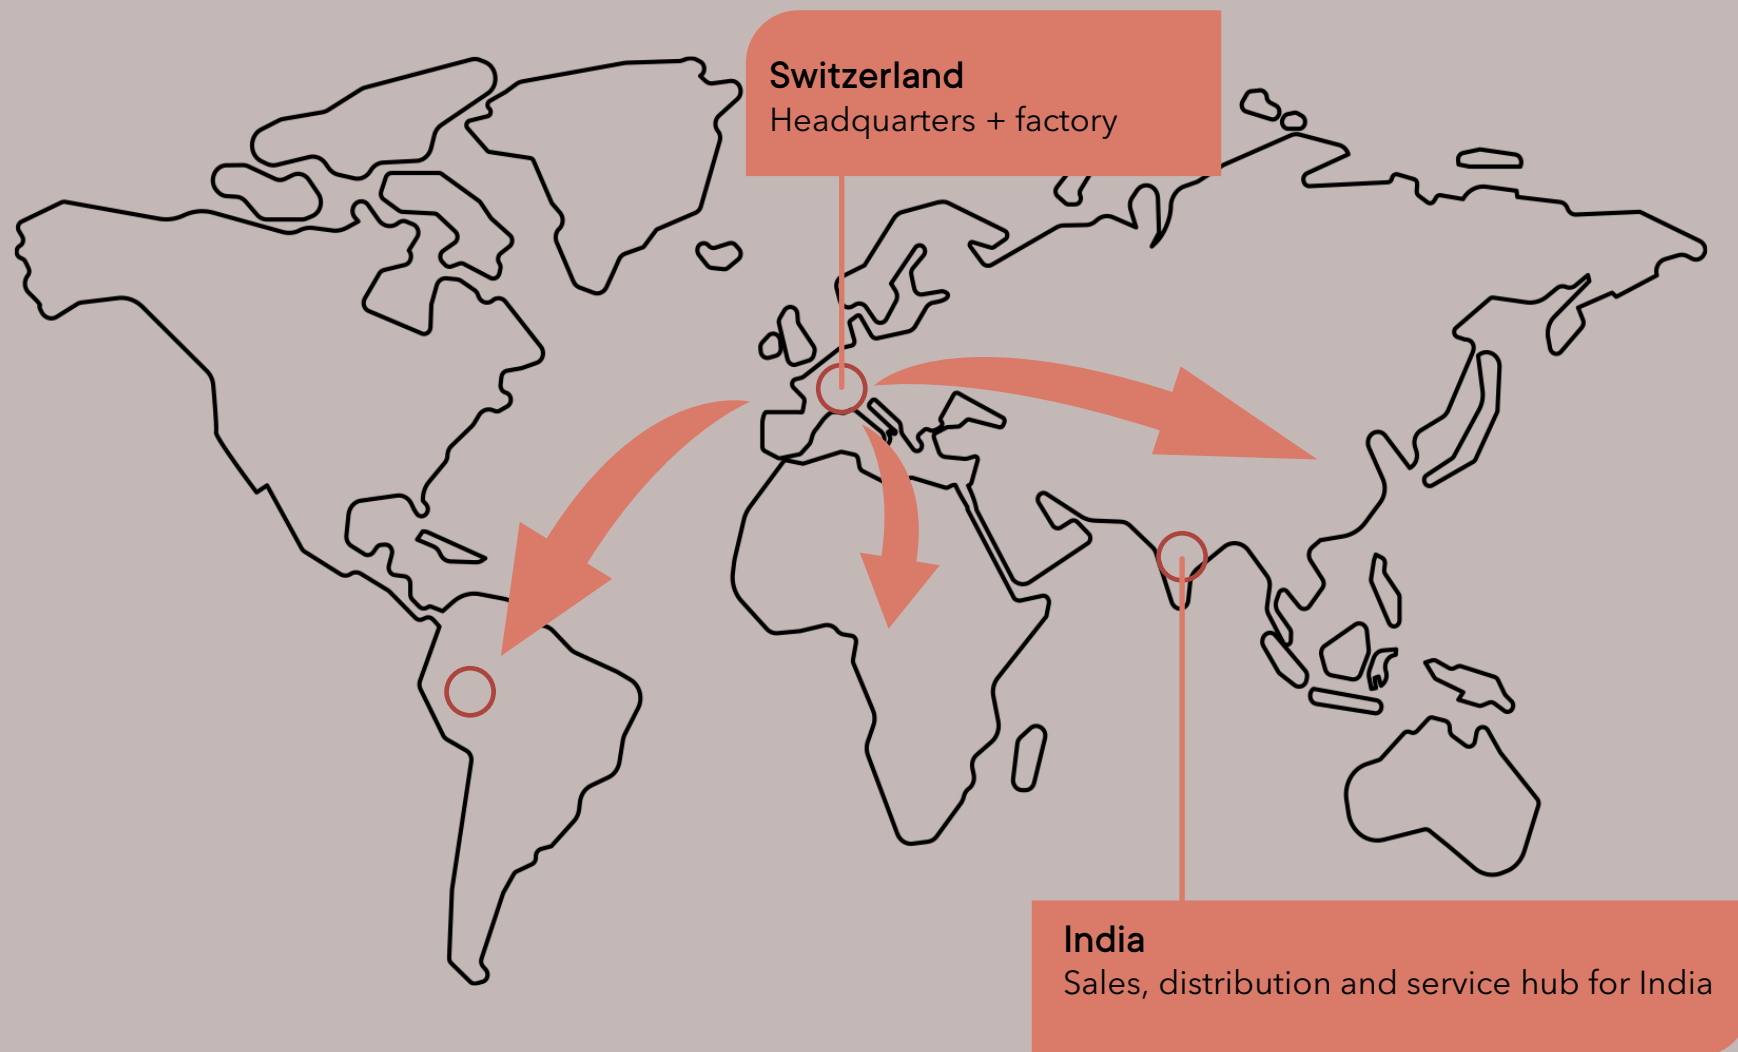 Switzerland
Headquarters + factory
India
Sales, distribution and service hub for India